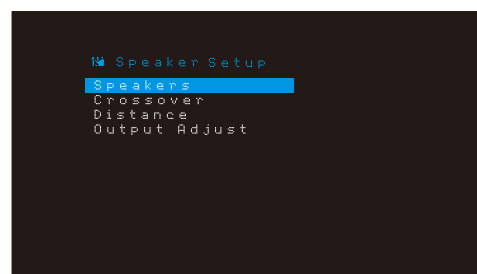 Speaker Setup
Speakers
Crossover
Distance
Output Adjust